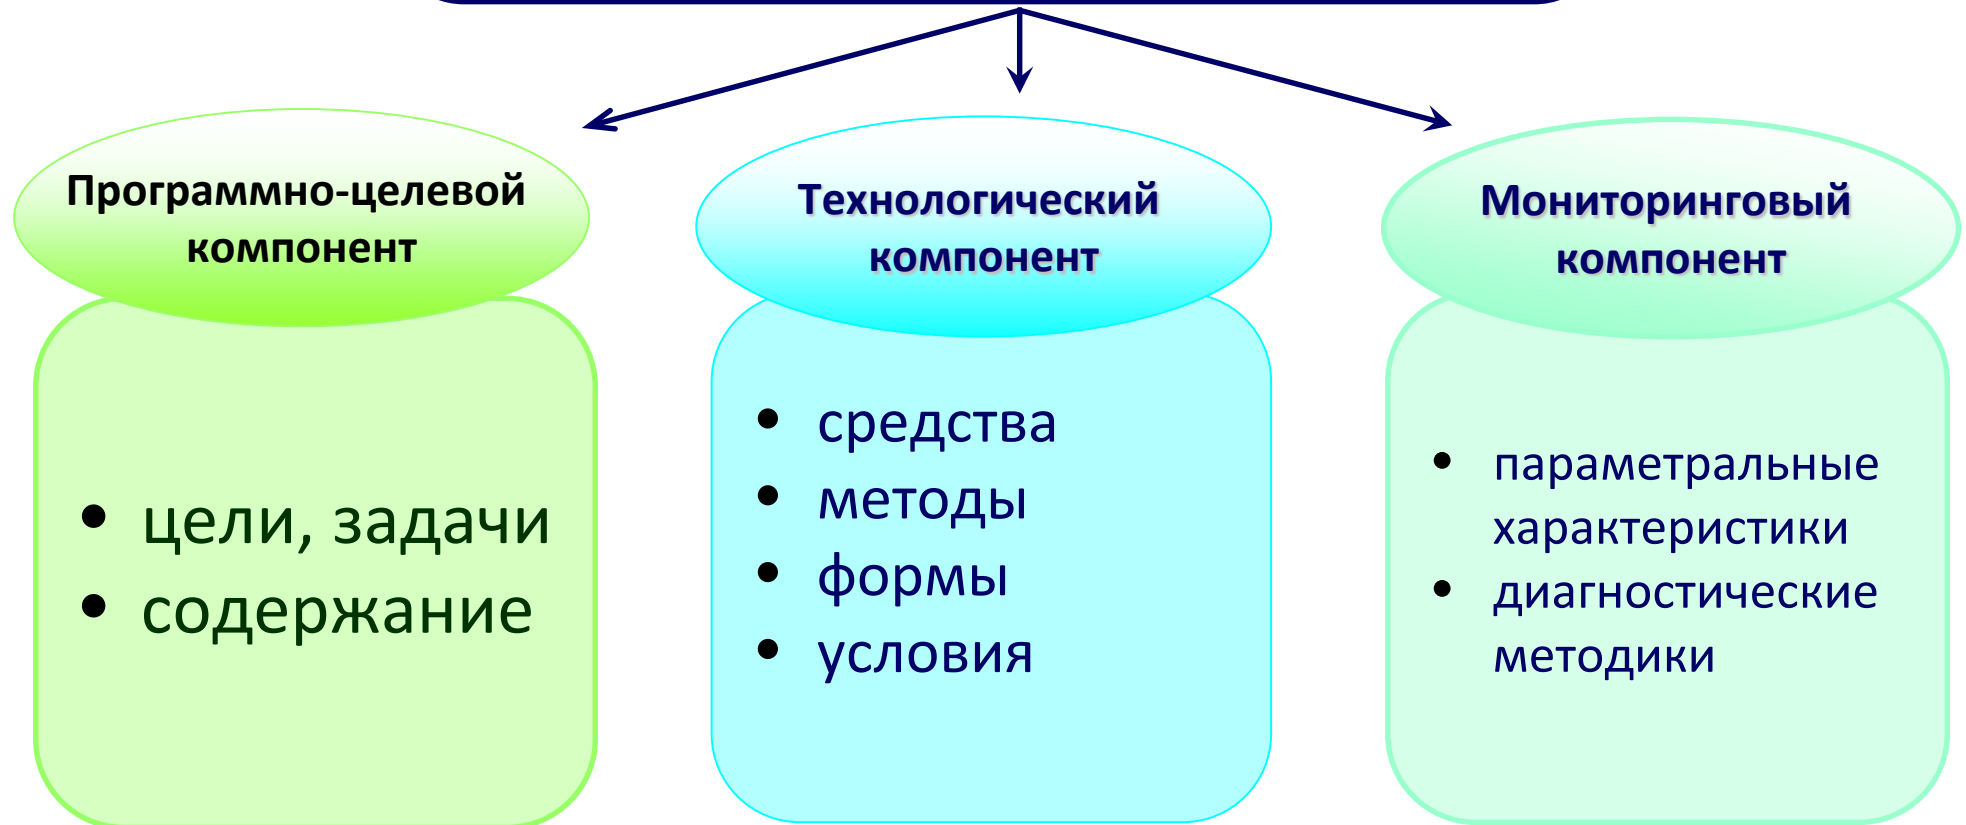 Программно-целевой
компонент
• цели, задачи
• содержание
Технологический
компонент
• средства
• методы
• формы
• условия
Мониторинговый
компонент
• параметральные
характеристики
• диагностические
методики